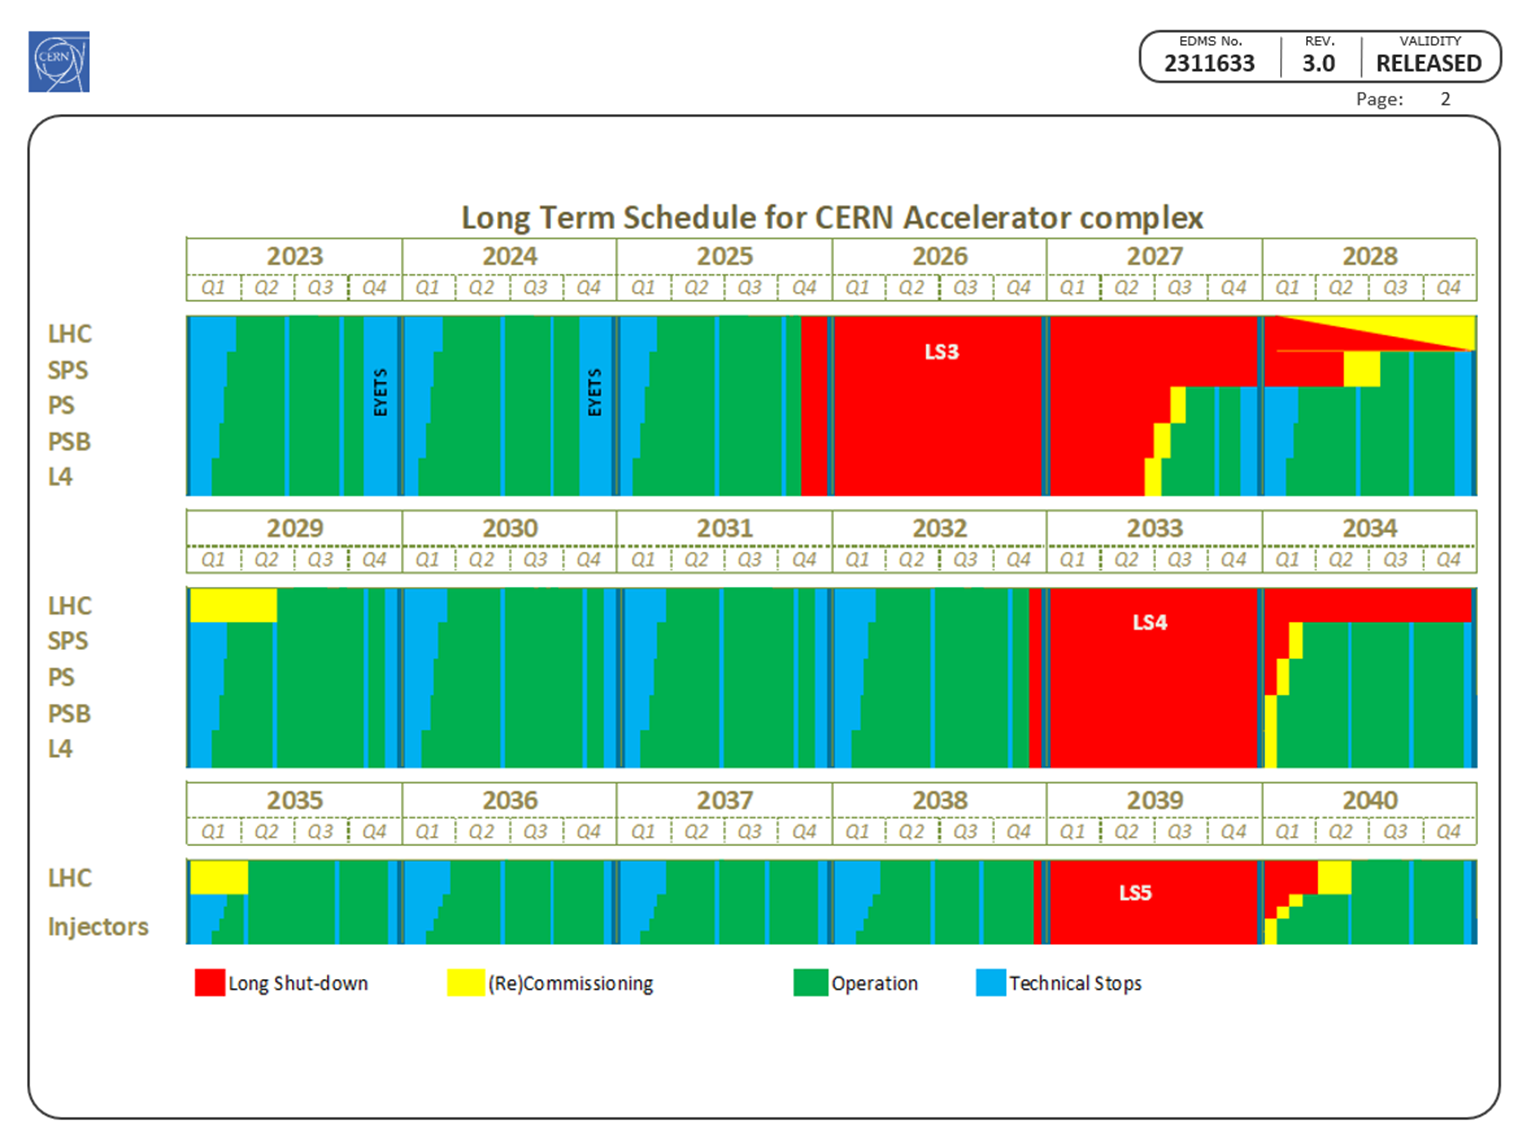 CERN
EDMS No. REV. VALIDITY
2311633 3.0 RELEASED
Page: 2
Long Term Schedule for CERN Accelerator complex
2023 2024 2025 2026 2027 2028
Q1 Q2 Q3 Q4 Q1 Q2 Q3 Q4 Q1 Q2 Q3 Q4 Q1 Q2 Q3 Q4 Q1 Q2 Q3 Q4 Q1 Q2 Q3 Q4
LHC
LS3
SPS
EYETS EYETS
PS
PSB
L4
2029 2030 2031 2032 2033 2034
Q1 Q2 Q3 Q4 Q1 Q2 Q3 Q4 Q1 Q2 Q3 Q4 Q1 Q2 Q3 Q4 Q1 Q2 Q3 Q4 Q1 Q2 Q3 Q4
LHC
LS4
SPS
PS
PSB
L4
2035 2036 2037 2038 2039 2040
Q1 Q2 Q3 Q4 Q1 Q2 Q3 Q4 Q1 Q2 Q3 Q4 Q1 Q2 Q3 Q4 Q1 Q2 Q3 Q4 Q1 Q2 Q3 Q4
LHC
LS5
Injectors
Long Shut-down (Re)Commissioning Operation Technical Stops